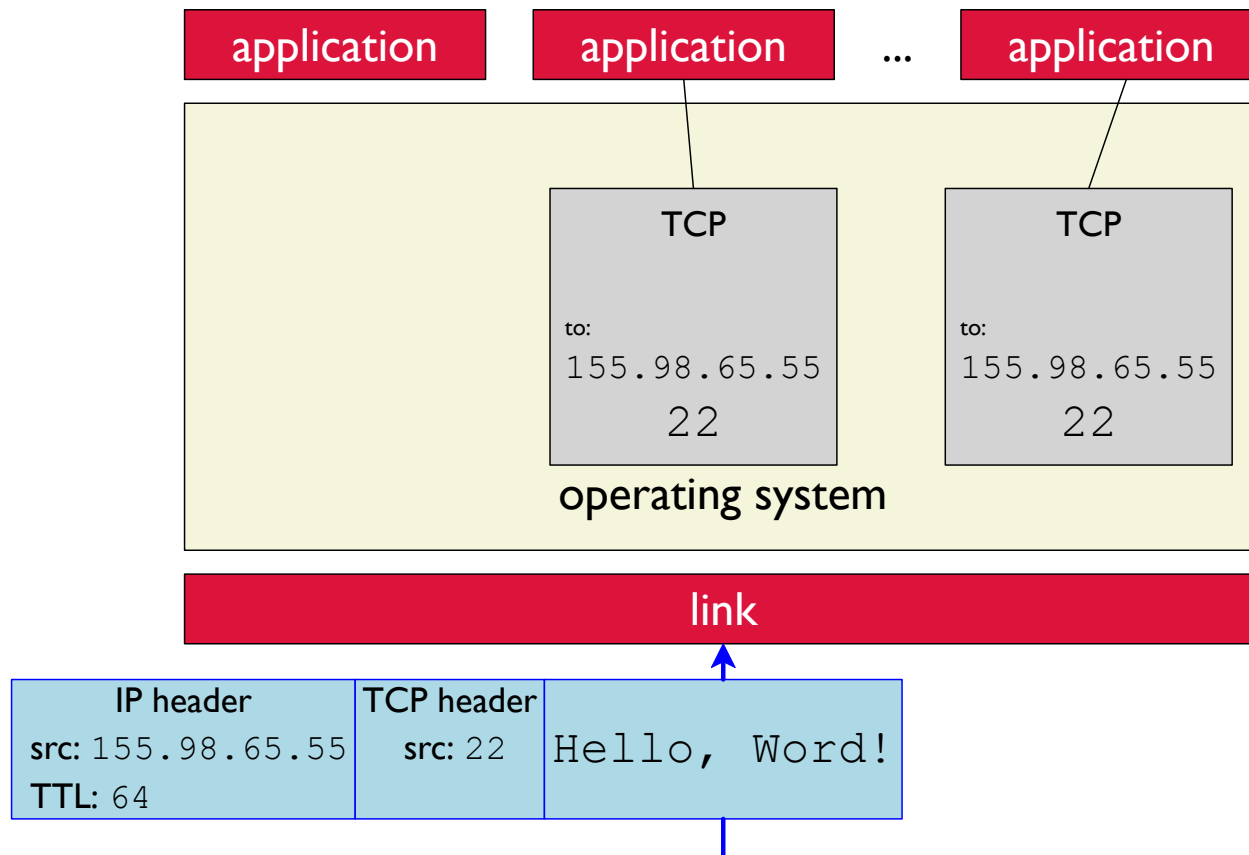 application application ... application
TCP TCP
to: to:
155.98.65.55 155.98.65.55
22 22
operating system
link
IP header TCP header
src: 155.98.65.55 src: 22 Hello, Word!
TTL: 64